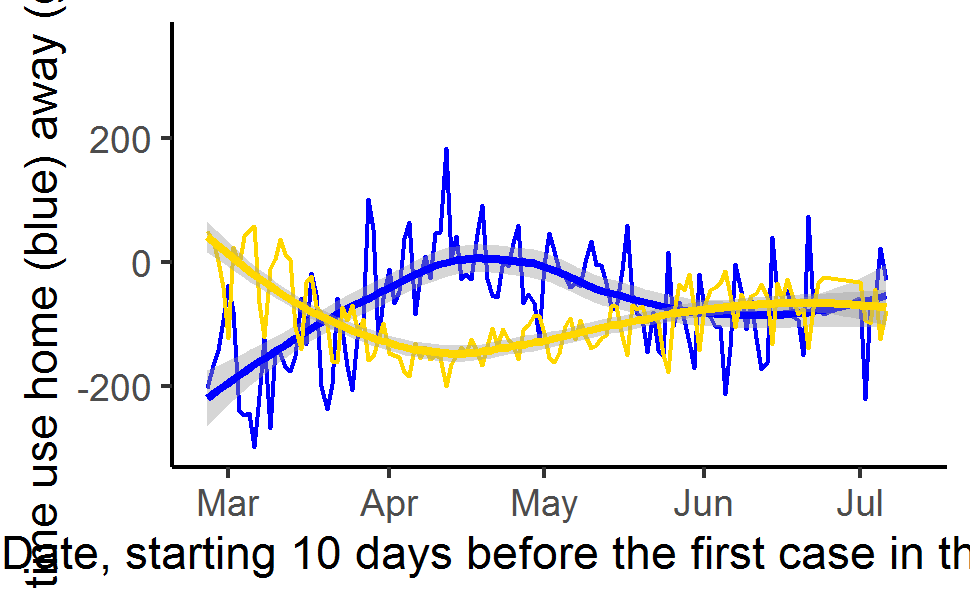 time use home (blue) away (
200
0
-200
Mar Apr May Jun Jul
Date, starting 10 days before the first case in th